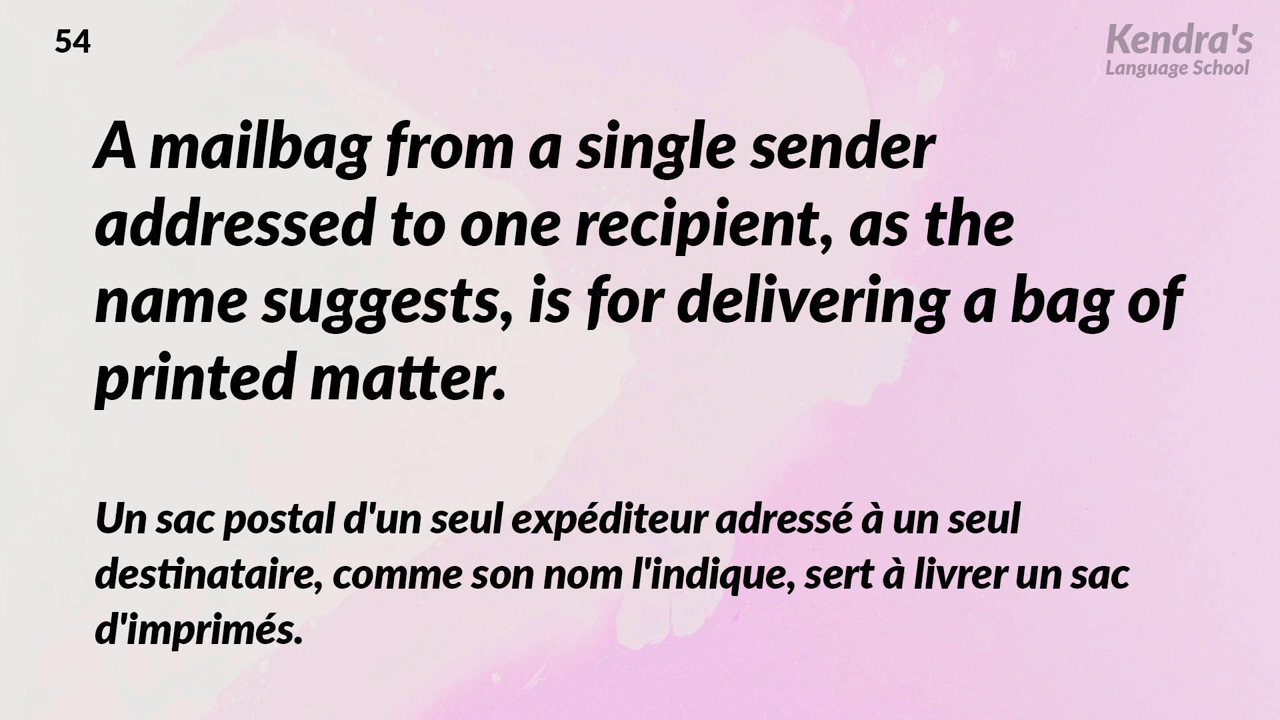 54
Kendra's
Language School
A mailbag from a single sender
addressed to one recipient, as the
name suggests, is for delivering a bag of
printed matter.
Un sac postal d'un seul expéditeur adressé à un seul
destinataire, comme son nom l'indique, sert à livrer un sac
d'imprimés.